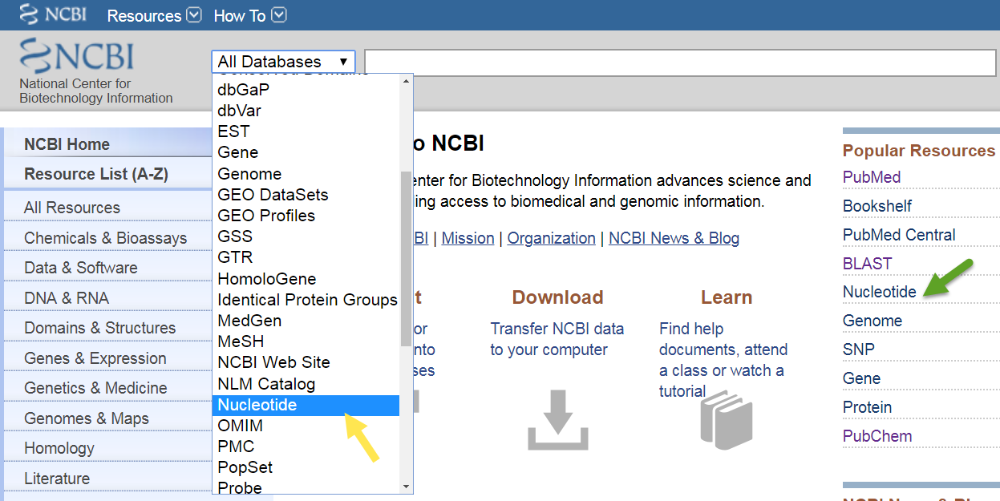 NCBI Resources How To
NCBI
National Center for
Biotechnology Information
All Databases
dbGaP
dbVar
EST
Gene
Genome
GEO DataSets
GEO Profiles
GSS
GTR
HomoloGene
Identical Protein Groups
MedGen
MeSH
NCBI Web Site
NLM Catalog
Nucleotide
OMIM
PMC
PopSet
Probe
NCBI Home
Resource List (A-Z)
All Resources
Chemicals & Bioassays
Data & Software
DNA & RNA
Domains & Structures
Genes & Expression
Genetics & Medicine
Genomes & Maps
Homology
Literature
o NCBI
enter for Biotechnology Information advances science and
ling access to biomedical and genomic information.
BI | Mission | Organization | NCBI News & Blog
t
or
nto
ses
Download
Transfer NCBI data
to your computer
Learn
Find help
documents, attend
a class or watch a
tutorial
Popular Resources
PubMed
Bookshelf
PubMed Central
BLAST
Nucleotide
Genome
SNP
Gene
Protein
PubChem